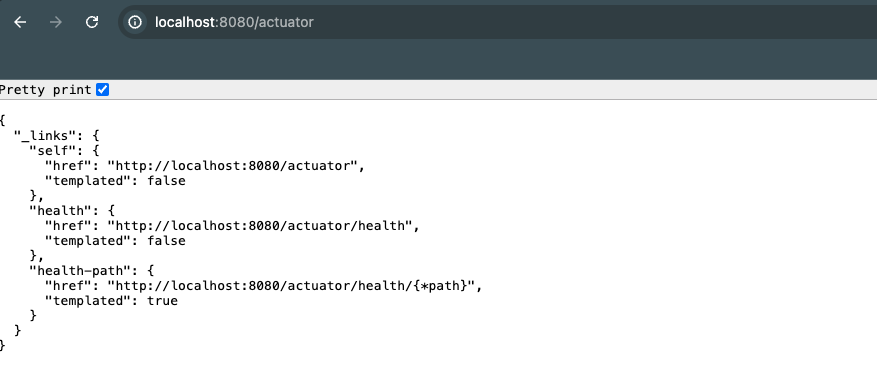 localhost:8080/actuator
Pretty print
{
  "_links": {
    "self": {
      "href": "http://localhost:8080/actuator",
      "templated": false
    },
    "health": {
      "href": "http://localhost:8080/actuator/health",
      "templated": false
    },
    "health-path": {
      "href": "http://localhost:8080/actuator/health/{*path}",
      "templated": true
    }
  }
}